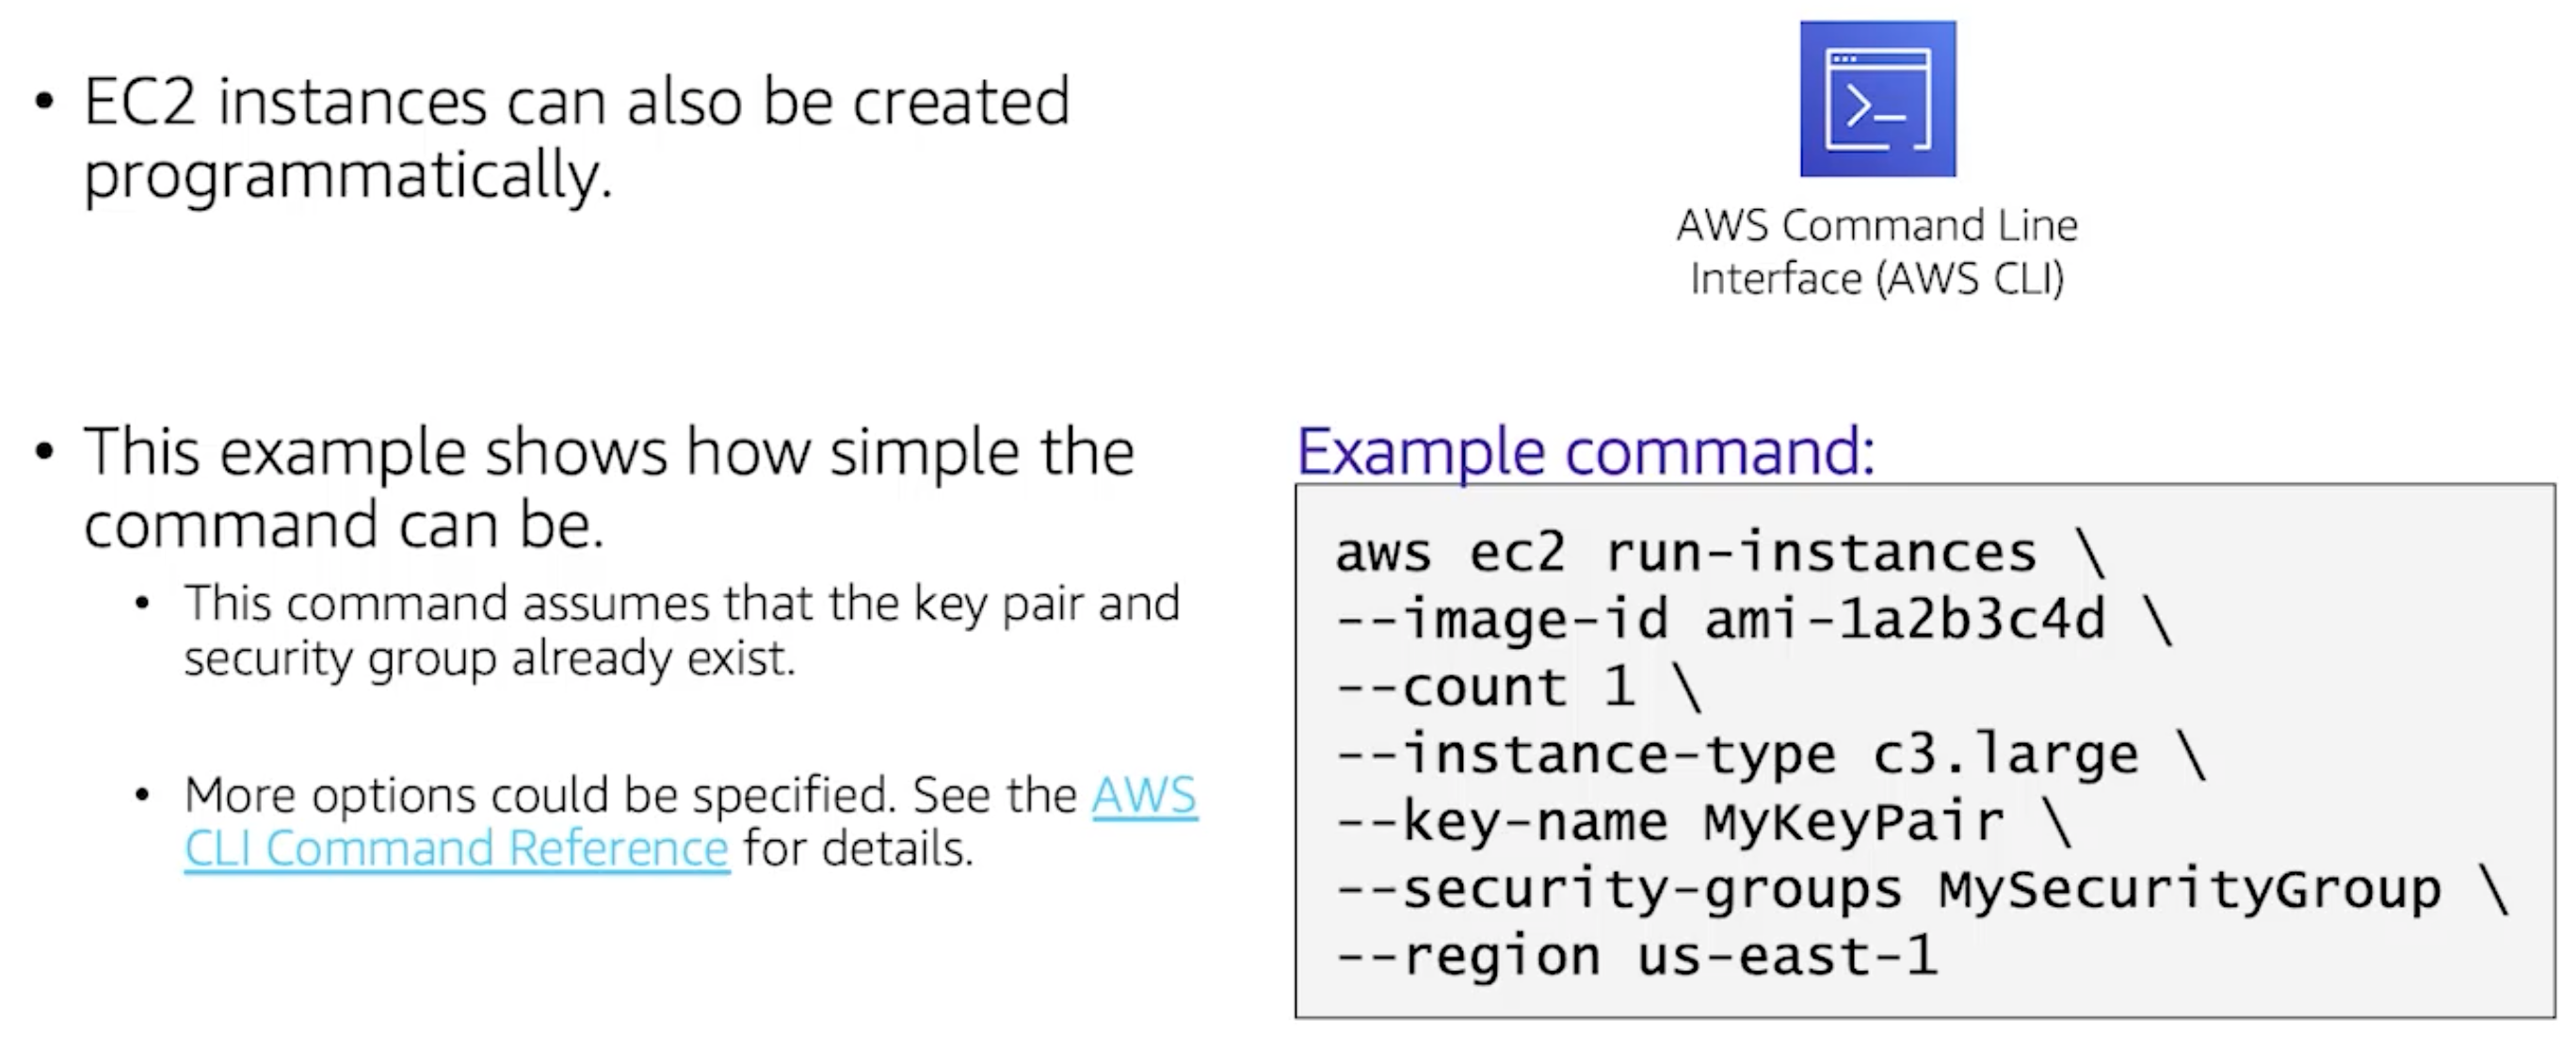 • EC2 instances can also be created
programmatically.
AWS Command Line
Interface (AWS CLI)
• This example shows how simple the
command can be.
• This command assumes that the key pair and
security group already exist.
• More options could be specified. See the AWS
CLI Command Reference for details.
Example command:
aws ec2 run-instances \
--image-id ami-1a2b3c4d \
--count 1 \
--instance-type c3.large \
--key-name MyKeyPair \
--security-groups MySecurityGroup \
--region us-east-1